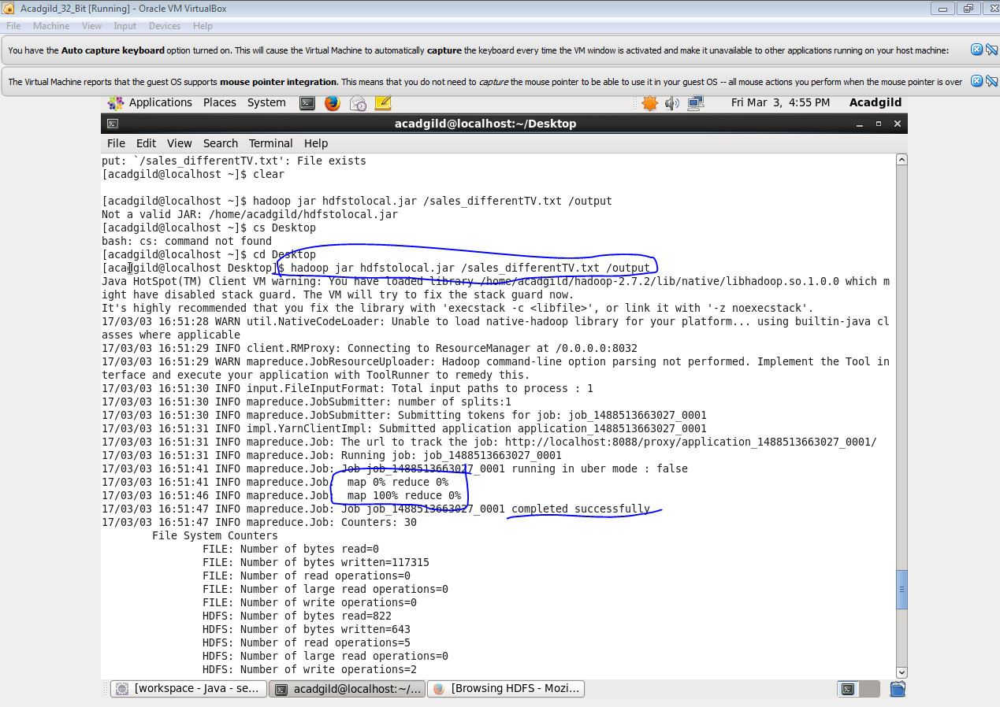 Acadgild_32_Bit [Running] - Oracle VM VirtualBox
File Machine View Input Devices Help
You have the Auto capture keyboard option turned on. This will cause the Virtual Machine to automatically capture the keyboard every time the VM window is activated and make it unavailable to other applications running on your host machine:
The Virtual Machine reports that the guest OS supports mouse pointer integration. This means that you do not need to capture the mouse pointer to be able to use it in your guest OS -- all mouse actions you perform when the mouse pointer is over
Applications Places System Fri Mar 3, 4:55 PM Acadgild
acadgild@localhost:~/Desktop
File Edit View Search Terminal Help
put: `/sales_differentTV.txt': File exists
[acadgild@localhost ~]$ clear
[acadgild@localhost ~]$ hadoop jar hdfstolocal.jar /sales_differentTV.txt /output
Not a valid JAR: /home/acadgild/hdfstolocal.jar
[acadgild@localhost ~]$ cs Desktop
bash: cs: command not found
[acadgild@localhost ~]$ cd Desktop
[acadgild@localhost Desktop]$ hadoop jar hdfstolocal.jar /sales_differentTV.txt /output
Java HotSpot(TM) Client VM warning: You have loaded library /home/acadgild/hadoop-2.7.2/lib/native/libhadoop.so.1.0.0 which m
ight have disabled stack guard. The VM will try to fix the stack guard now.
It's highly recommended that you fix the library with 'execstack -c <libfile>', or link it with '-z noexecstack'.
17/03/03 16:51:28 WARN util.NativeCodeLoader: Unable to load native-hadoop library for your platform... using builtin-java cl
asses where applicable
17/03/03 16:51:29 INFO client.RMProxy: Connecting to ResourceManager at /0.0.0.0:8032
17/03/03 16:51:29 WARN mapreduce.JobResourceUploader: Hadoop command-line option parsing not performed. Implement the Tool in
terface and execute your application with ToolRunner to remedy this.
17/03/03 16:51:30 INFO input.FileInputFormat: Total input paths to process : 1
17/03/03 16:51:30 INFO mapreduce.JobSubmitter: number of splits:1
17/03/03 16:51:30 INFO mapreduce.JobSubmitter: Submitting tokens for job: job_1488513663027_0001
17/03/03 16:51:31 INFO impl.YarnClientImpl: Submitted application application_1488513663027_0001
17/03/03 16:51:31 INFO mapreduce.Job: The url to track the job: http://localhost:8088/proxy/application_1488513663027_0001/
17/03/03 16:51:31 INFO mapreduce.Job: Running job: job_1488513663027_0001
17/03/03 16:51:41 INFO mapreduce.Job: Job job_1488513663027_0001 running in uber mode : false
17/03/03 16:51:41 INFO mapreduce.Job:  map 0% reduce 0%
17/03/03 16:51:46 INFO mapreduce.Job:  map 100% reduce 0%
17/03/03 16:51:47 INFO mapreduce.Job: Job job_1488513663027_0001 completed successfully
17/03/03 16:51:47 INFO mapreduce.Job: Counters: 30
File System Counters
FILE: Number of bytes read=0
FILE: Number of bytes written=117315
FILE: Number of read operations=0
FILE: Number of large read operations=0
FILE: Number of write operations=0
HDFS: Number of bytes read=822
HDFS: Number of bytes written=643
HDFS: Number of read operations=5
HDFS: Number of large read operations=0
HDFS: Number of write operations=2
[workspace - Java - se... acadgild@localhost:~/... [Browsing HDFS - Mozi...